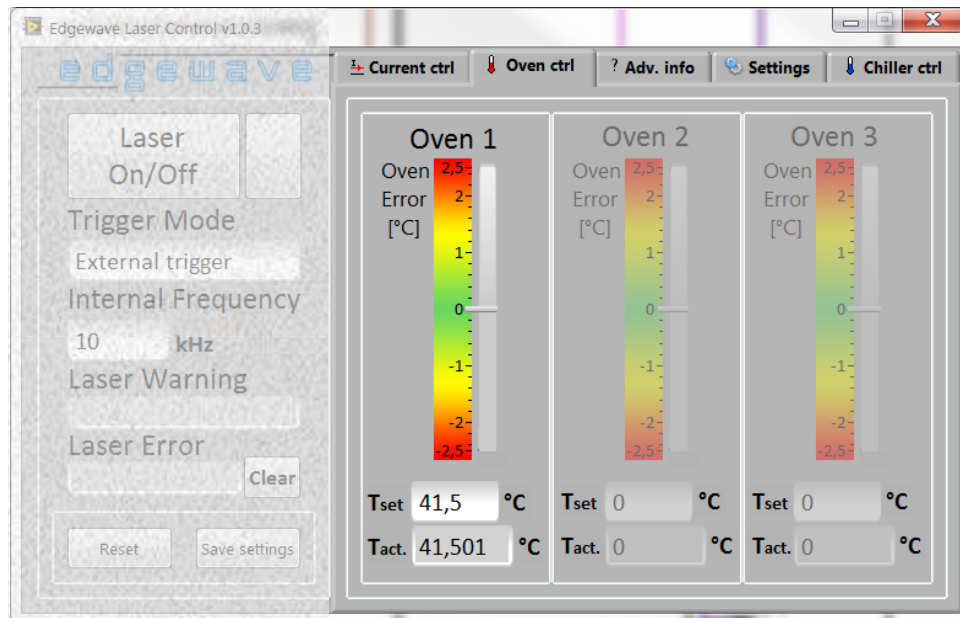 Edgewave Laser Control v1.0.3
edgewave
Current ctrl
Oven ctrl
? Adv. info
Settings
Chiller ctrl
Laser
On/Off
Trigger Mode
External trigger
Internal Frequency
10 kHz
Laser Warning
Laser Error
Clear
Reset
Save settings
Oven 1
Oven
Error
[°C]
2,5
2
1
0
-1
-2
-2,5
Tset 41,5 °C
Tact. 41,501 °C
Oven 2
Oven
Error
[°C]
2,5
2
1
0
-1
-2
-2,5
Tset 0 °C
Tact. 0 °C
Oven 3
Oven
Error
[°C]
2,5
2
1
0
-1
-2
-2,5
Tset 0 °C
Tact. 0 °C